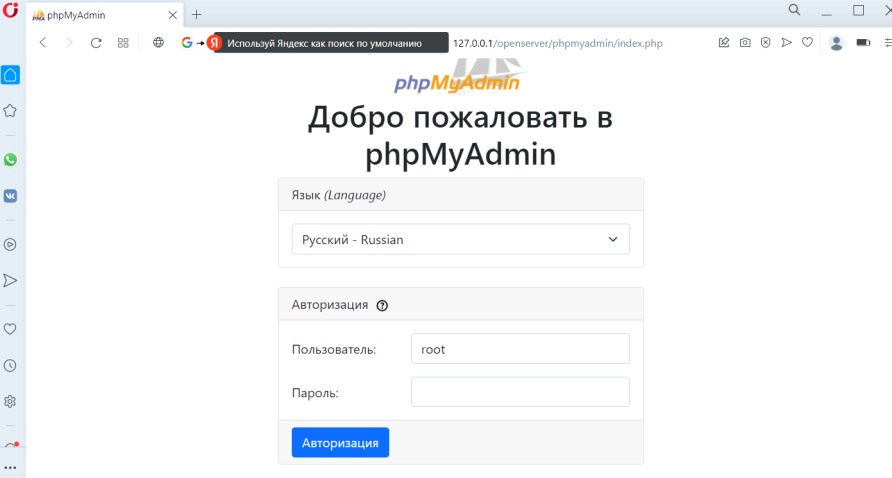 phpMyAdmin
Используй Яндекс как поиск по умолчанию
127.0.0.1/openserver/phpmyadmin/index.php
phpMyAdmin
Добро пожаловать в
phpMyAdmin
Язык (Language)
Русский - Russian
Авторизация
Пользователь:
root
Пароль:
Авторизация